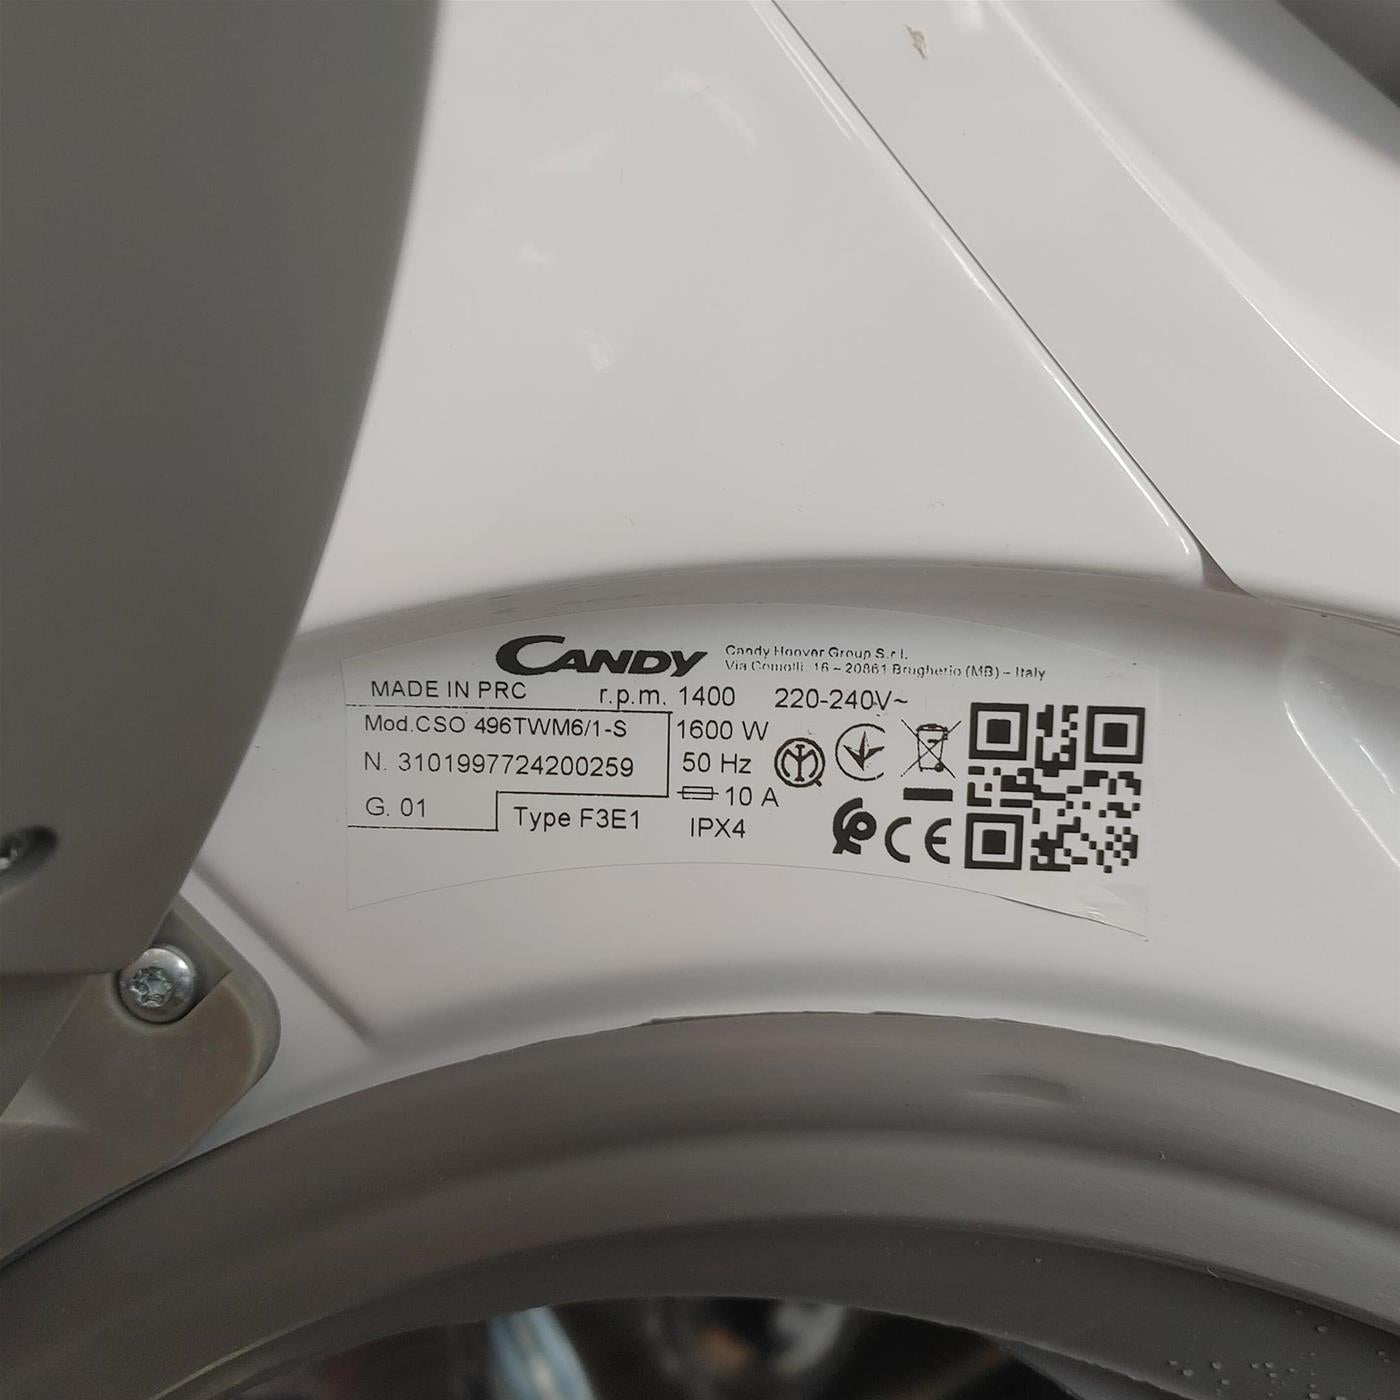 CANDY
Candy Hoover Group S.r.l.
Via Comolli, 16 – 20861 Brugherio (MB) – Italy
MADE IN PRC r.p.m. 1400 220-240V~
Mod.CSO 496TWM6/1-S 1600 W
N. 3101997724200259 50 Hz
10 A
G. 01 Type F3E1 IPX4
CE